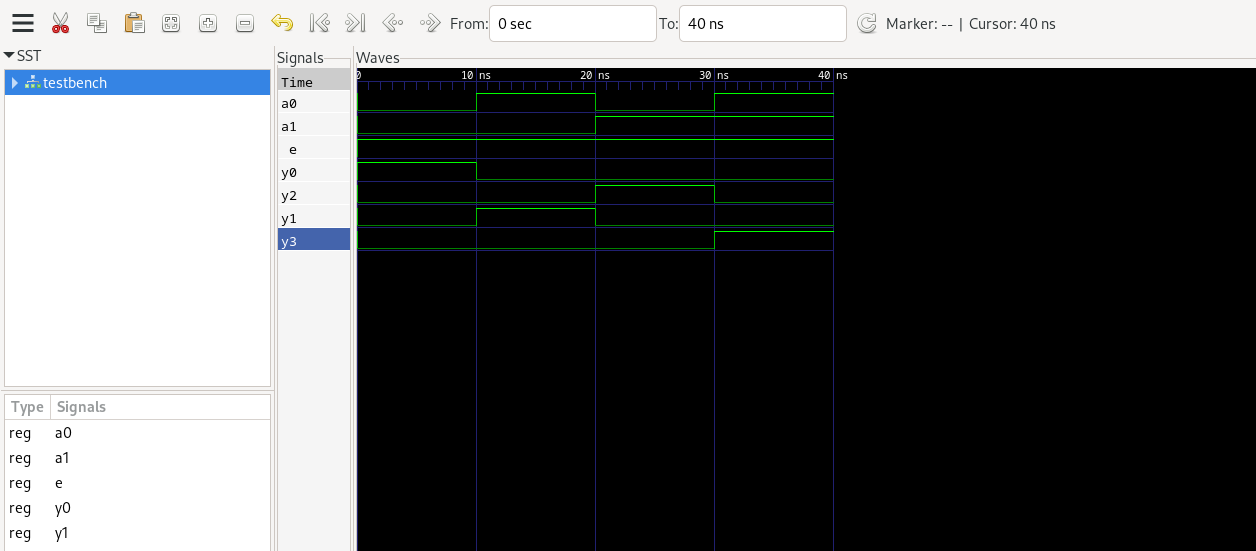 From: 0 sec To: 40 ns Marker: -- | Cursor: 40 ns
SST
testbench
Type Signals
reg a0
reg a1
reg e
reg y0
reg y1
Signals
Time
a0
a1
e
y0
y2
y1
y3
Waves
0 10 ns 20 ns 30 ns 40 ns